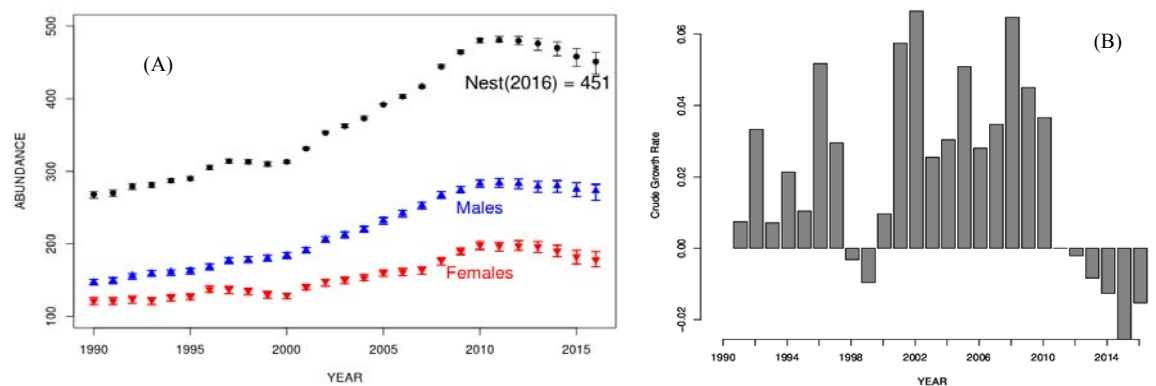 (A)
Nest(2016) = 451
Males
Females
ABUNDANCE
500
400
300
200
100
1990
1995
2000
2005
2010
2015
YEAR
(B)
Crude Growth Rate
0.06
0.04
0.02
0.00
−0.02
1990
1994
1998
2002
2006
2010
2014
YEAR